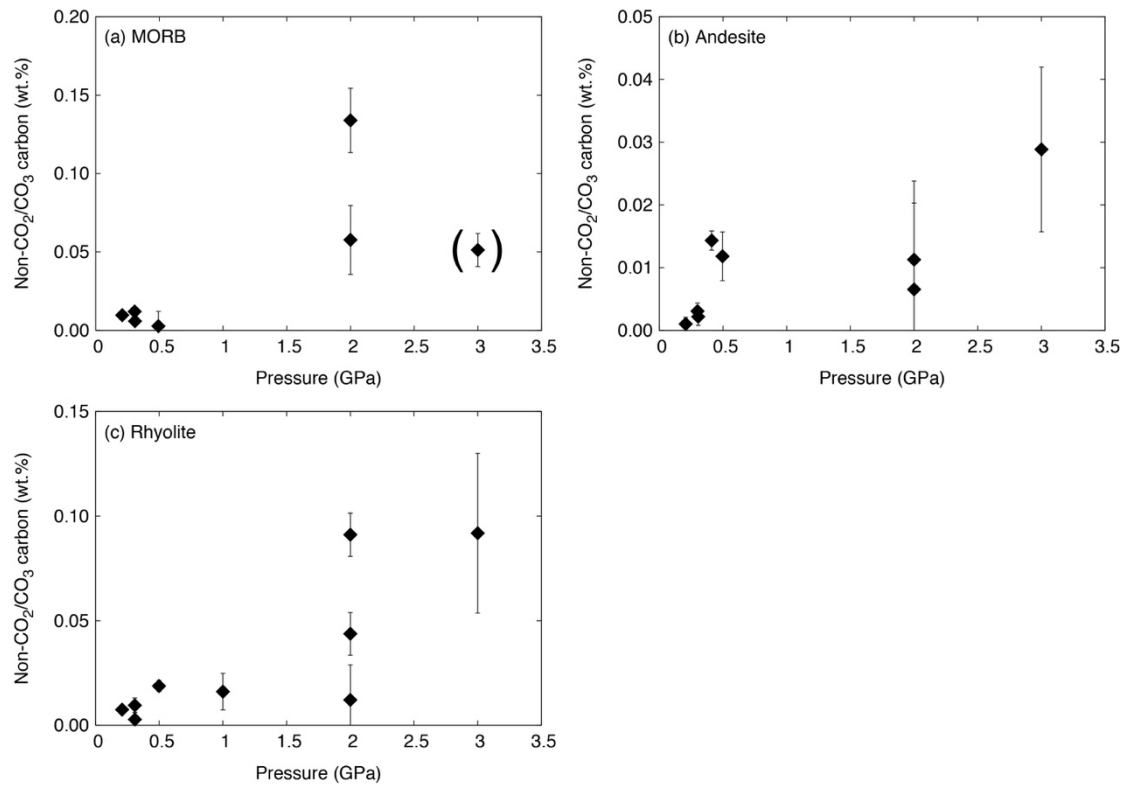 (a) MORB
Non-CO₂/CO₃ carbon (wt.%)
0.20
0.15
0.10
0.05
0.00
0 0.5 1 1.5 2 2.5 3 3.5
Pressure (GPa)
( )
(b) Andesite
Non-CO₂/CO₃ carbon (wt.%)
0.05
0.04
0.03
0.02
0.01
0.00
0 0.5 1 1.5 2 2.5 3 3.5
Pressure (GPa)
(c) Rhyolite
Non-CO₂/CO₃ carbon (wt.%)
0.15
0.10
0.05
0.00
0 0.5 1 1.5 2 2.5 3 3.5
Pressure (GPa)